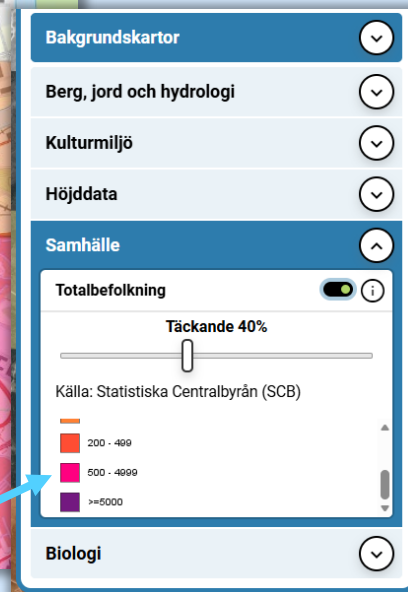 Bakgrundskartor
Berg, jord och hydrologi
Kulturmiljö
Höjddata
Samhälle
Totalbefolkning
Täckande 40%
Källa: Statistiska Centralbyrån (SCB)
200 - 499
500 - 4999
>=5000
Biologi